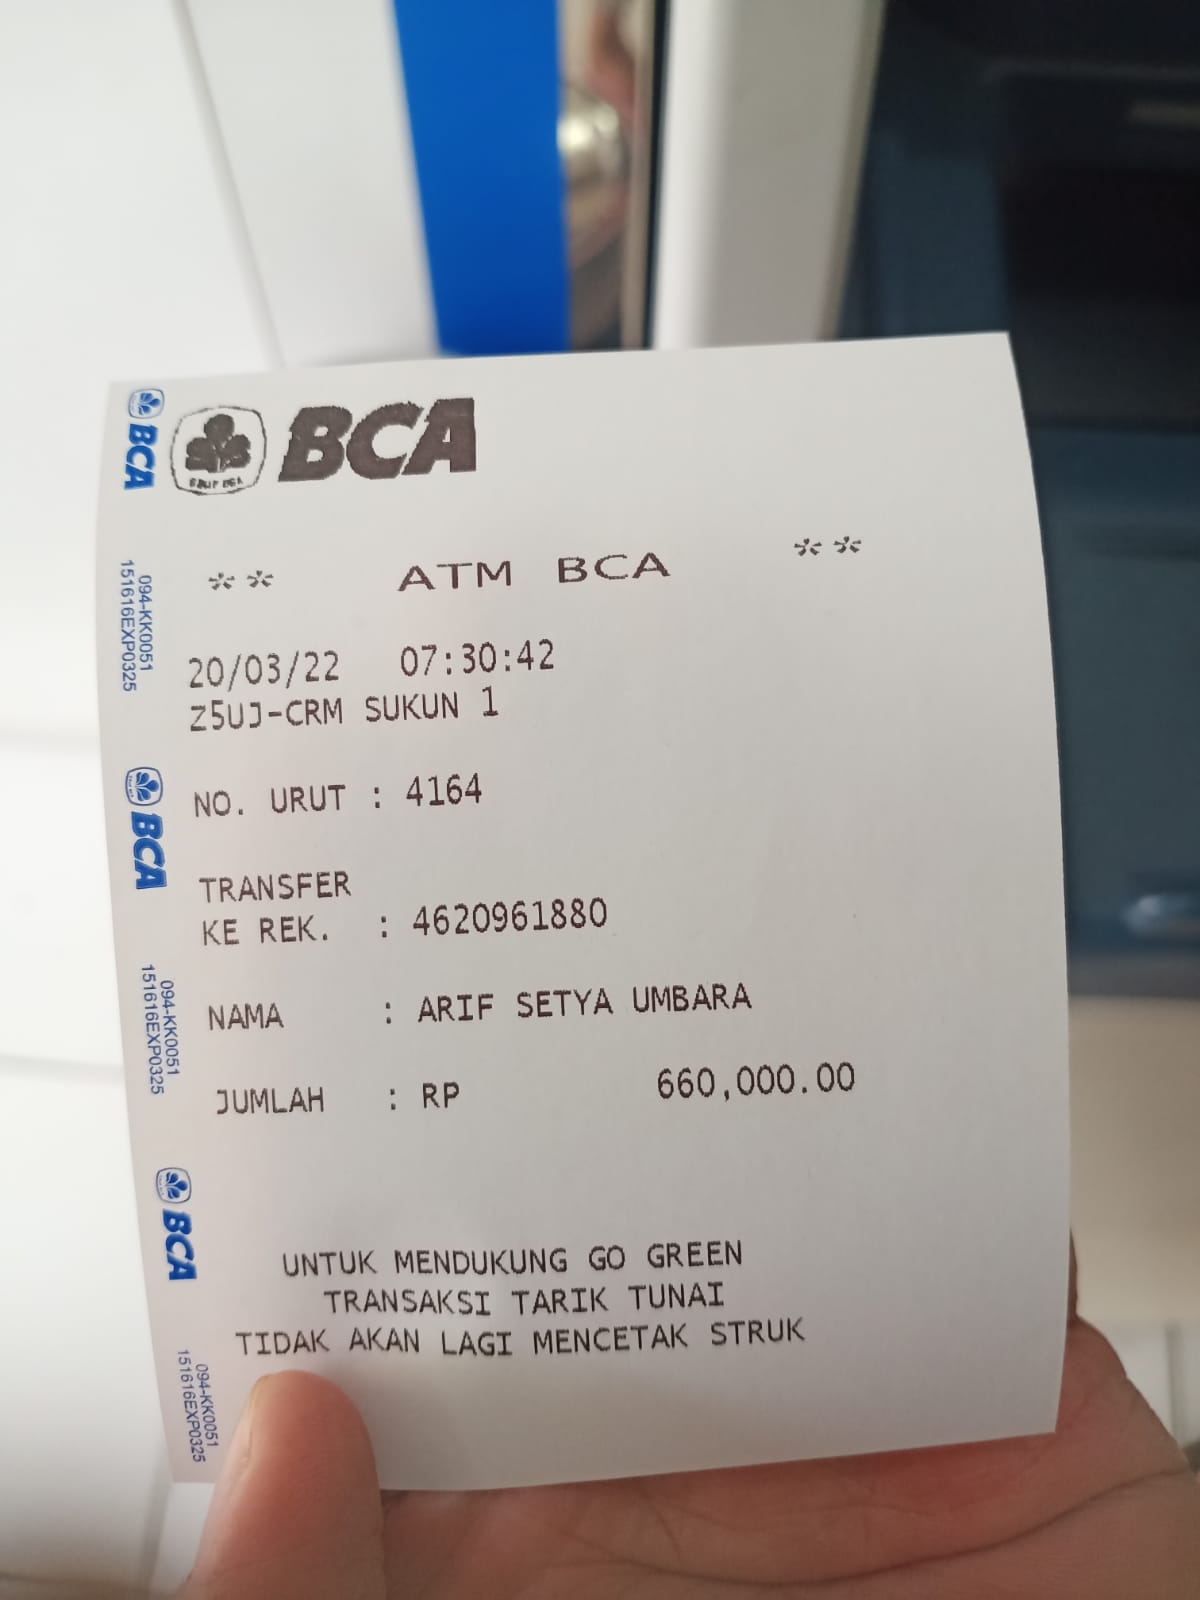 BCA
** ATM BCA **
20/03/22 07:30:42
Z5UJ-CRM SUKUN 1
NO. URUT : 4164
TRANSFER
KE REK. : 4620961880
NAMA : ARIF SETYA UMBARA
JUMLAH : RP 660,000.00
UNTUK MENDUKUNG GO GREEN
TRANSAKSI TARIK TUNAI
TIDAK AKAN LAGI MENCETAK STRUK
BCA
094-KK0051
151616EXP0325
BCA
094-KK0051
151616EXP0325
BCA
094-KK0051
151616EXP0325